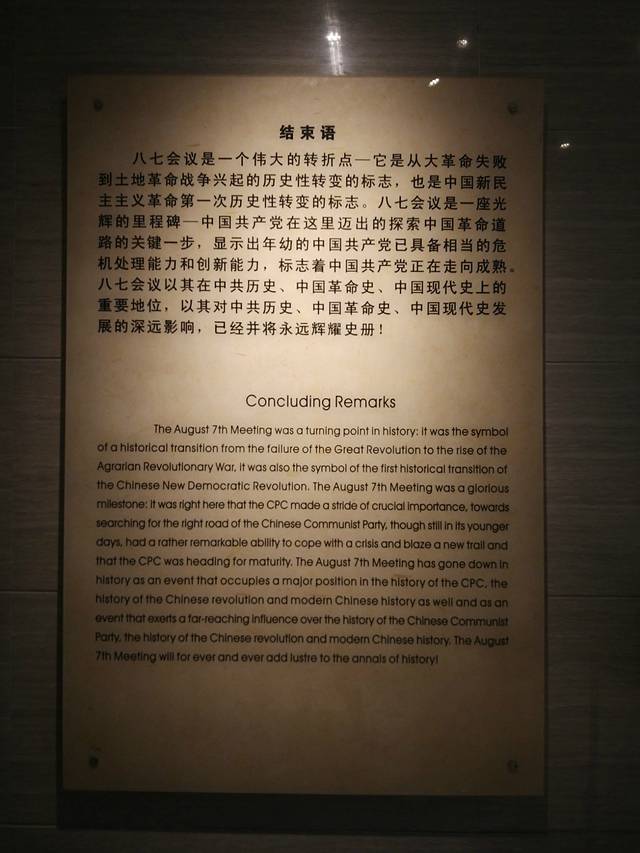 结束语
八七会议是一个伟大的转折点—它是从大革命失败
到土地革命战争兴起的历史性转变的标志，也是中国新民
主主义革命第一次历史性转变的标志。八七会议是一座光
辉的里程碑—中国共产党在这里迈出的探索中国革命道
路的关键一步，显示出年幼的中国共产党已具备相当的危
机处理能力和创新能力，标志着中国共产党正在走向成熟。
八七会议以其在中共历史、中国革命史、中国现代史上的
重要地位，以其对中共历史、中国革命史、中国现代史发
展的深远影响，已经并将永远辉耀史册！
Concluding Remarks
The August 7th Meeting was a turning point in history: it was the symbol
of a historical transition from the failure of the Great Revolution to the rise of the
Agrarian Revolutionary War, it was also the symbol of the first historical transition of
the Chinese New Democratic Revolution. The August 7th Meeting was a glorious
milestone: it was right here that the CPC made a stride of crucial importance, towards
searching for the right road of the Chinese Communist Party, though still in its younger
days, had a rather remarkable ability to cope with a crisis and blaze a new trail and
that the CPC was heading for maturity. The August 7th Meeting has gone down in
history as an event that occupies a major position in the history of the CPC, the
history of the Chinese revolution and modern Chinese history as well and as an
event that exerts a far-reaching influence over the history of the Chinese Communist
Party, the history of the Chinese revolution and modern Chinese history. The August
7th Meeting will for ever and ever add lustre to the annals of history!